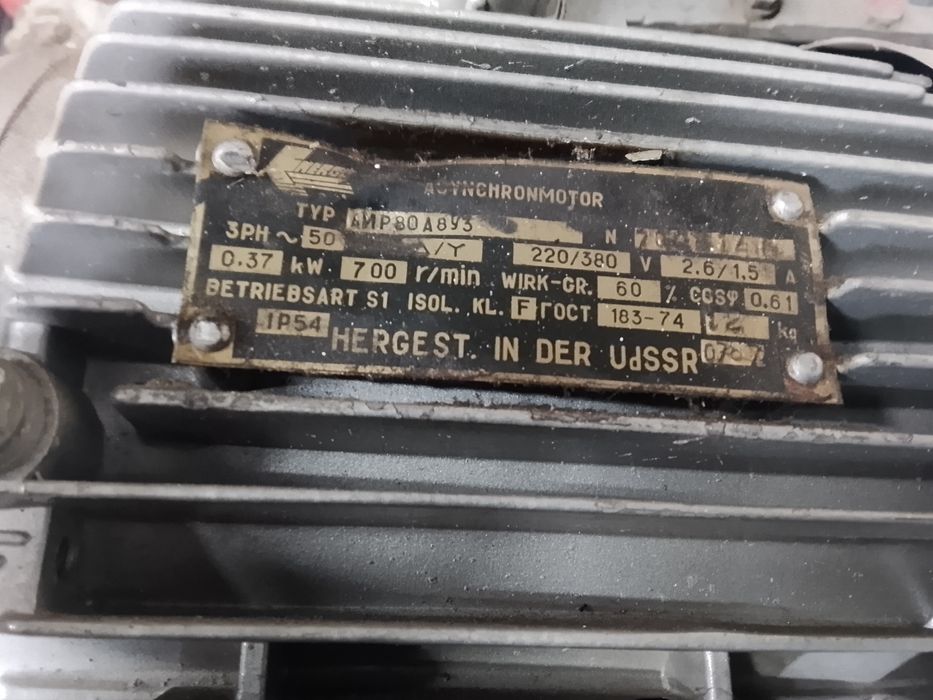 ASYNCHRONMOTOR
TYP АИР80А8У3 N
3PH ~ 50 /Y 220/380 V 2.6/1,5 A
0.37 kW 700 r/min WIRK-GR. 60 % COSφ 0.61
BETRIEBSART S1 ISOL. KL. F ГОСТ 183-74 kg
IP54 HERGEST. IN DER UdSSR